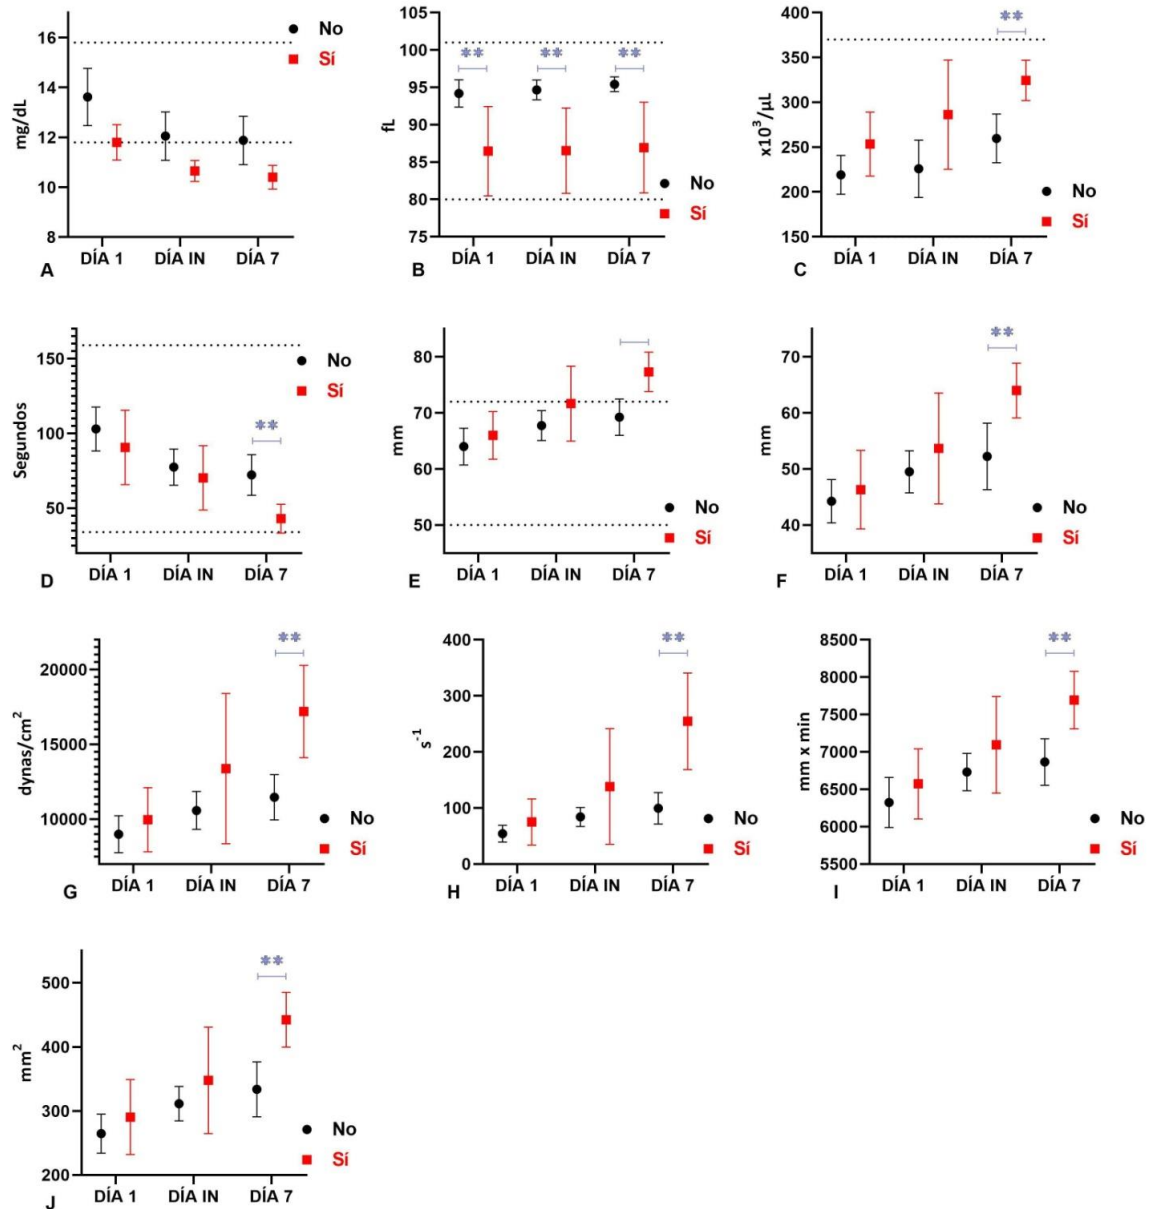 16
14
12
10
8
mg/dL
No
Sí
DÍA 1 DÍA IN DÍA 7
A
105
100
95
90
85
80
75
fL
** ** **
No
Sí
DÍA 1 DÍA IN DÍA 7
B
400
350
300
250
200
150
x10³/µL
**
No
Sí
DÍA 1 DÍA IN DÍA 7
C
150
100
50
Segundos
**
No
Sí
DÍA 1 DÍA IN DÍA 7
D
80
70
60
50
mm
No
Sí
DÍA 1 DÍA IN DÍA 7
E
70
60
50
40
mm
**
No
Sí
DÍA 1 DÍA IN DÍA 7
F
20000
15000
10000
dynas/cm²
**
No
Sí
DÍA 1 DÍA IN DÍA 7
G
400
300
200
100
0
s⁻¹
**
No
Sí
DÍA 1 DÍA IN DÍA 7
H
8500
8000
7500
7000
6500
6000
5500
mm x min
**
No
Sí
DÍA 1 DÍA IN DÍA 7
I
500
400
300
200
mm²
**
No
Sí
DÍA 1 DÍA IN DÍA 7
J